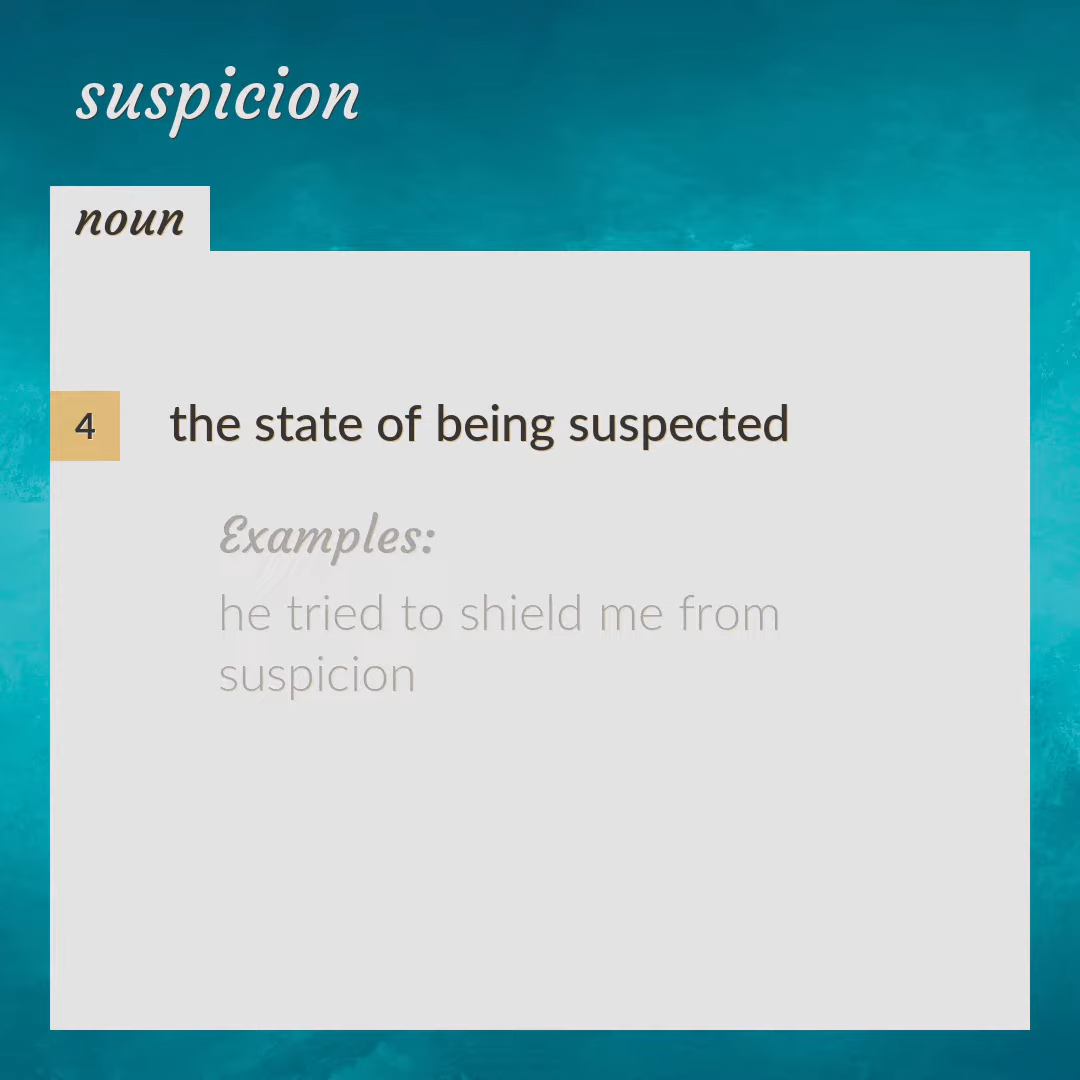 suspicion
noun
4
the state of being suspected
Examples:
he tried to shield me from
suspicion